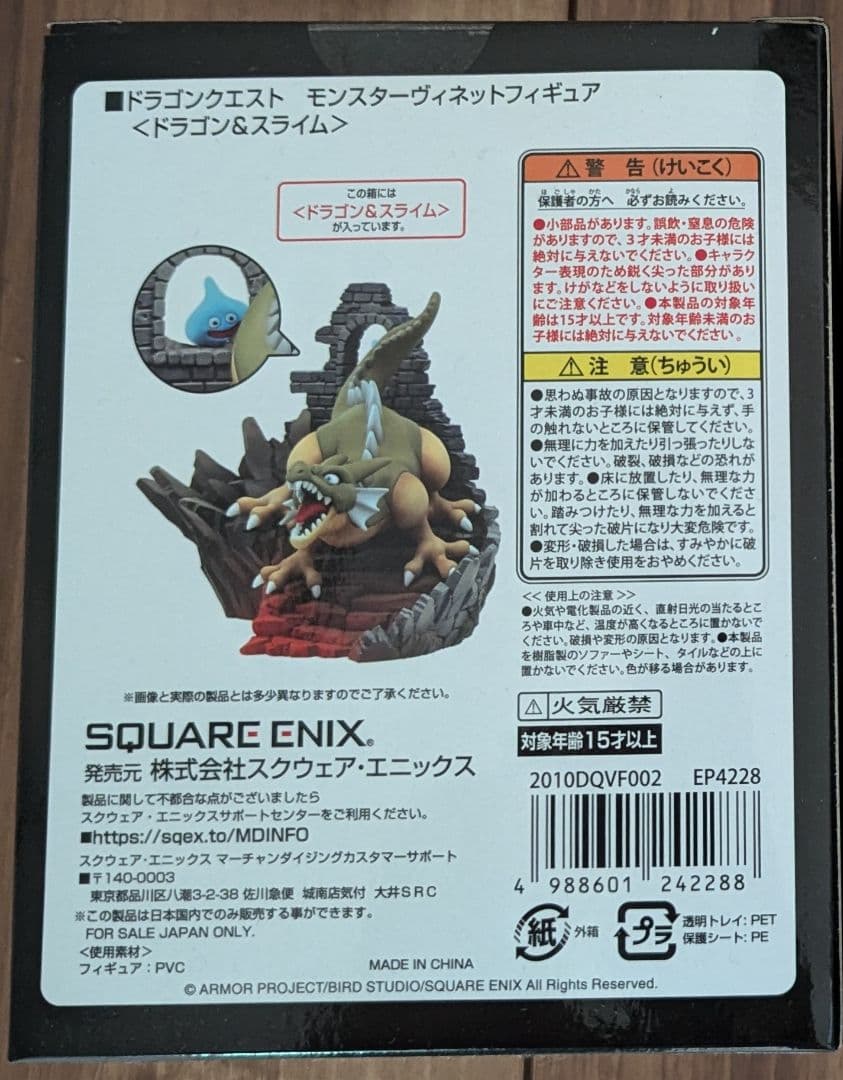 ■ドラゴンクエスト モンスターヴィネットフィギュア
＜ドラゴン&スライム＞
この箱には
＜ドラゴン&スライム＞
が入っています。
⚠警 告(けいこく)
保護者の方へ 必ずお読みください。
●小部品があります。誤飲・窒息の危険
がありますので、3才未満のお子様には
絶対に与えないでください。●キャラク
ター表現のため鋭く尖った部分があり
ます。けがなどをしないように取り扱い
にご注意ください。●本製品の対象年
齢は15才以上です。対象年齢未満のお
子様には絶対に与えないでください。
⚠注 意(ちゅうい)
●思わぬ事故の原因となりますので、3
才未満のお子様には絶対に与えず、手
の触れないところに保管してください。
●無理に力を加えたり引っ張ったりしな
いでください。破裂、破損などの恐れが
あります。●床に放置したり、無理な力
が加わるところに保管しないでくださ
い。踏みつけたり、無理な力を加えると
割れて尖った破片になり大変危険です。
●変形・破損した場合は、すみやかに破
片を取り除き使用をおやめください。
＜＜ 使用上の注意 ＞＞
●火気や電化製品の近く、直射日光の当たるとこ
ろや車中など、温度が高くなるところに置かないで
ください。破損や変形の原因となります。●本製品
を樹脂製のソファーやシート、タイルなどの上に
置かないでください。色が移る場合があります。
⚠火気厳禁
対象年齢15才以上
※画像と実際の製品とは多少異なりますのでご了承ください。
SQUARE ENIX®
発売元 株式会社スクウェア・エニックス
製品に関して不都合な点がございましたら
スクウェア・エニックスサポートセンターをご利用ください。
■https://sqex.to/MDINFO
スクウェア・エニックス マーチャンダイジングカスタマーサポート
■〒140-0003
東京都品川区八潮3-2-38 佐川急便 城南店気付 大井SRC
※この製品は日本国内でのみ販売する事ができます。
FOR SALE JAPAN ONLY.
＜使用素材＞
フィギュア：PVC
2010DQVF002 EP4228
4 988601 242288
紙 外箱
プラ 透明トレイ：PET
保護シート：PE
MADE IN CHINA
© ARMOR PROJECT/BIRD STUDIO/SQUARE ENIX All Rights Reserved.